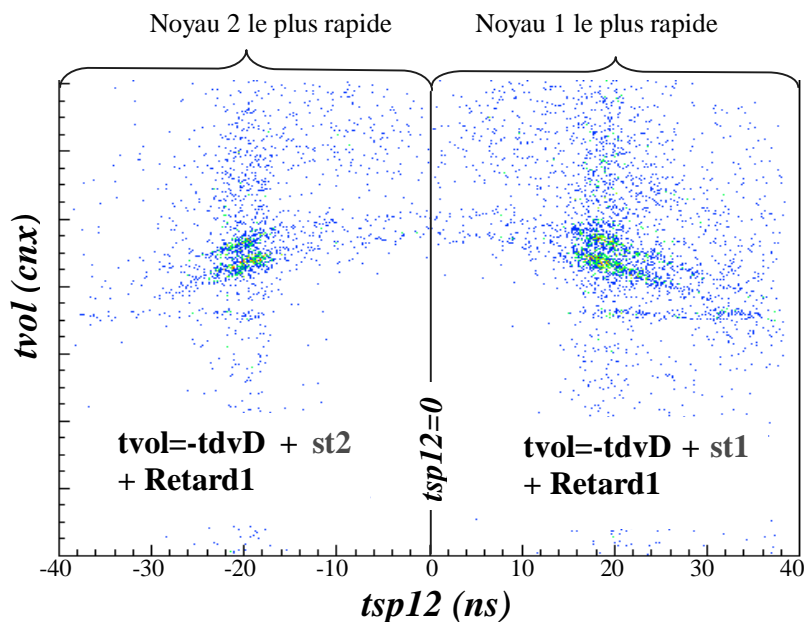 Noyau 2 le plus rapide
Noyau 1 le plus rapide
tvol (cnx)
tsp12=0
tvol=-tdvD + st2
+ Retard1
tvol=-tdvD + st1
+ Retard1
-40
-30
-20
-10
0
10
20
30
40
tsp12 (ns)